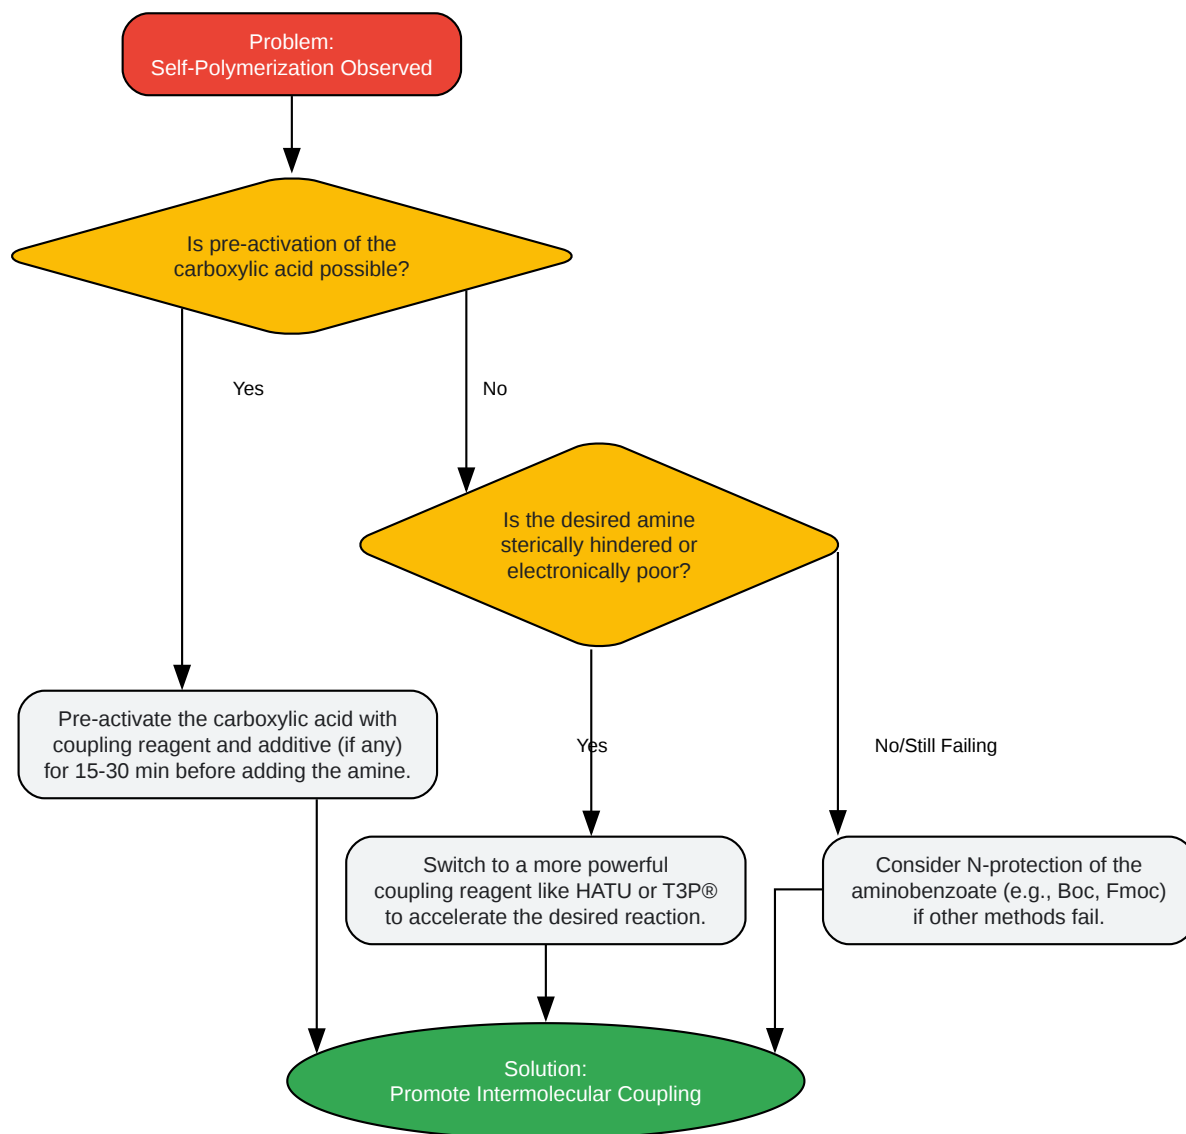 Problem:
Self-Polymerization Observed
Is pre-activation of the
carboxylic acid possible?
Yes
No
Is the desired amine
sterically hindered or
electronically poor?
Pre-activate the carboxylic acid with
coupling reagent and additive (if any)
for 15-30 min before adding the amine.
Yes
No/Still Failing
Switch to a more powerful
coupling reagent like HATU or T3P®
to accelerate the desired reaction.
Consider N-protection of the
aminobenzoate (e.g., Boc, Fmoc)
if other methods fail.
Solution:
Promote Intermolecular Coupling